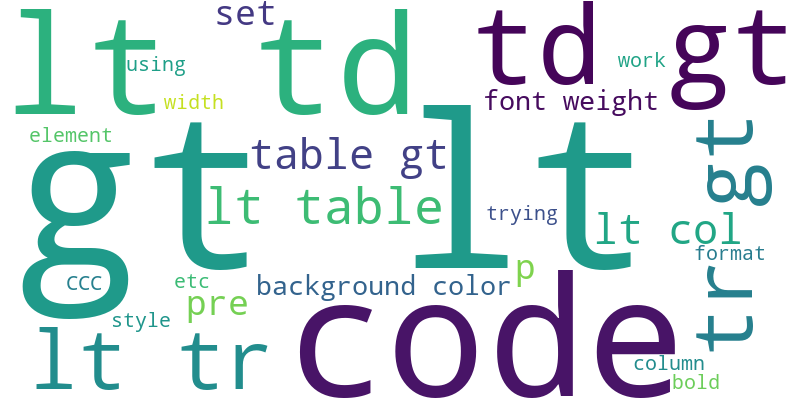 set
lt td
td gt
using
work
width
font weight
element
gt lt
table gt
gt
lt table
trying
lt col
format
p
CCC
etc
background color
pre
tr
style
code
lt tr
column
bold